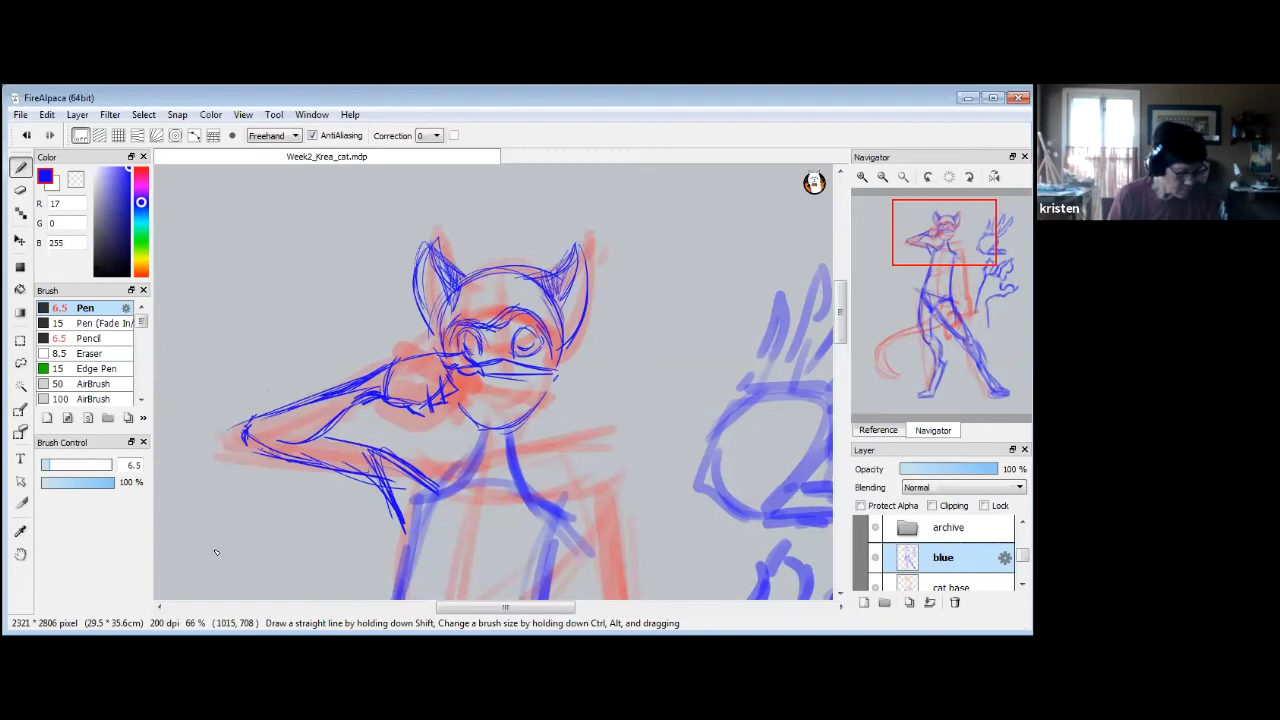 FireAlpaca (64bit)
File Edit Layer Filter Select Snap Color View Tool Window Help
Freehand AntiAliasing Correction 0
Color
Week2_Krea_cat.mdp
Navigator
R 17
G 0
B 255
kristen
Brush
6.5 Pen
15 Pen (Fade In/
6.5 Pencil
8.5 Eraser
15 Edge Pen
50 AirBrush
100 AirBrush
Brush Control
6.5
100 %
Reference Navigator
Layer
Opacity 100 %
Blending Normal
Protect Alpha Clipping Lock
archive
blue
cat base
2321 * 2806 pixel (29.5 * 35.6cm) 200 dpi 66 % ( 1015, 708 ) Draw a straight line by holding down Shift, Change a brush size by holding down Ctrl, Alt, and dragging